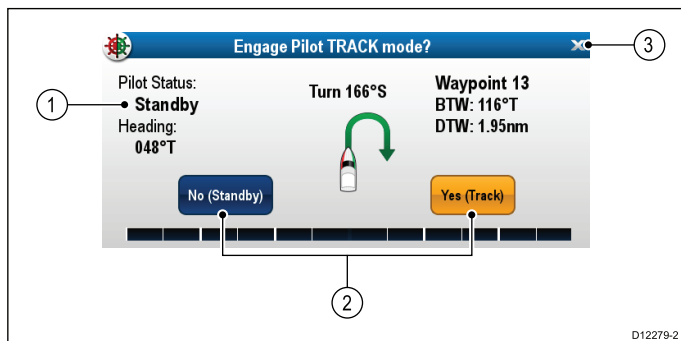 Engage Pilot TRACK mode?
3
Pilot Status:
Standby
Heading:
048°T
1
Turn 166°S
Waypoint 13
BTW: 116°T
DTW: 1.95nm
No (Standby)
Yes (Track)
2
D12279-2